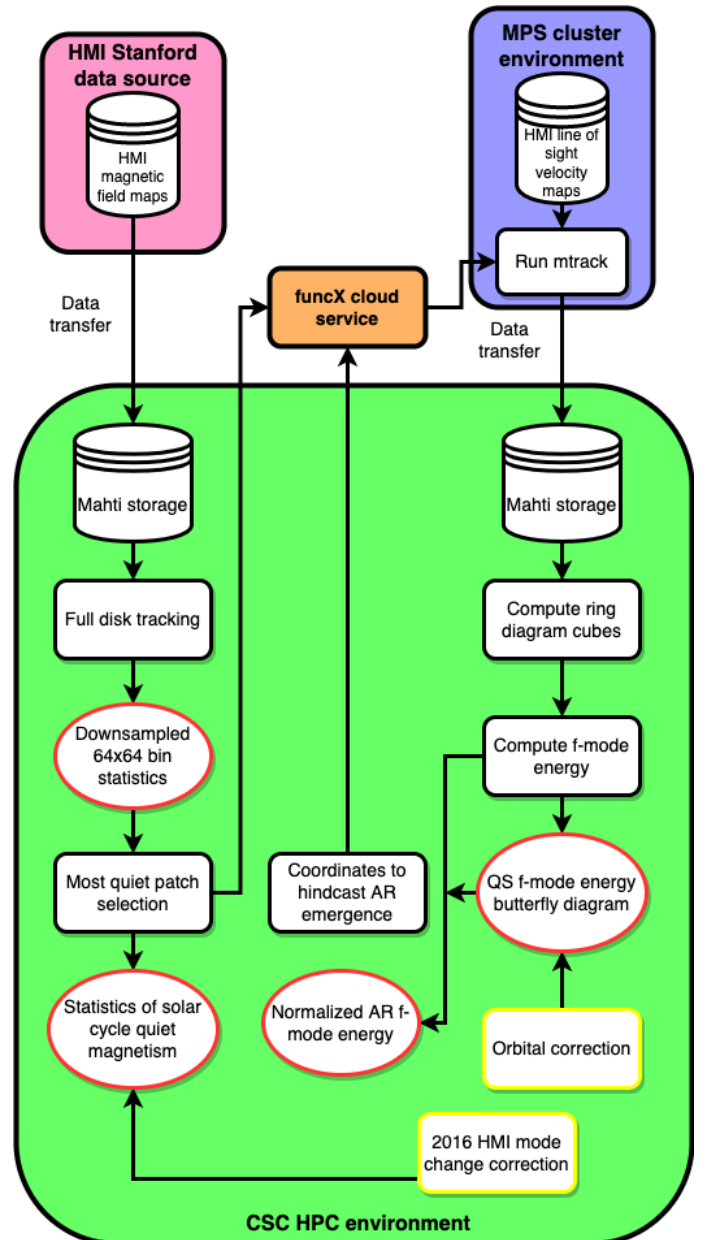 HMI Stanford
data source
HMI
magnetic
field maps
MPS cluster
environment
HMI line of
sight
velocity
maps
Run mtrack
funcX cloud
service
Data
transfer
Data
transfer
Mahti storage
Mahti storage
Full disk tracking
Compute ring
diagram cubes
Downsampled
64x64 bin
statistics
Compute f-mode
energy
Most quiet patch
selection
Coordinates to
hindcast AR
emergence
QS f-mode energy
butterfly diagram
Statistics of solar
cycle quiet
magnetism
Normalized AR f-
mode energy
Orbital correction
2016 HMI mode
change correction
CSC HPC environment